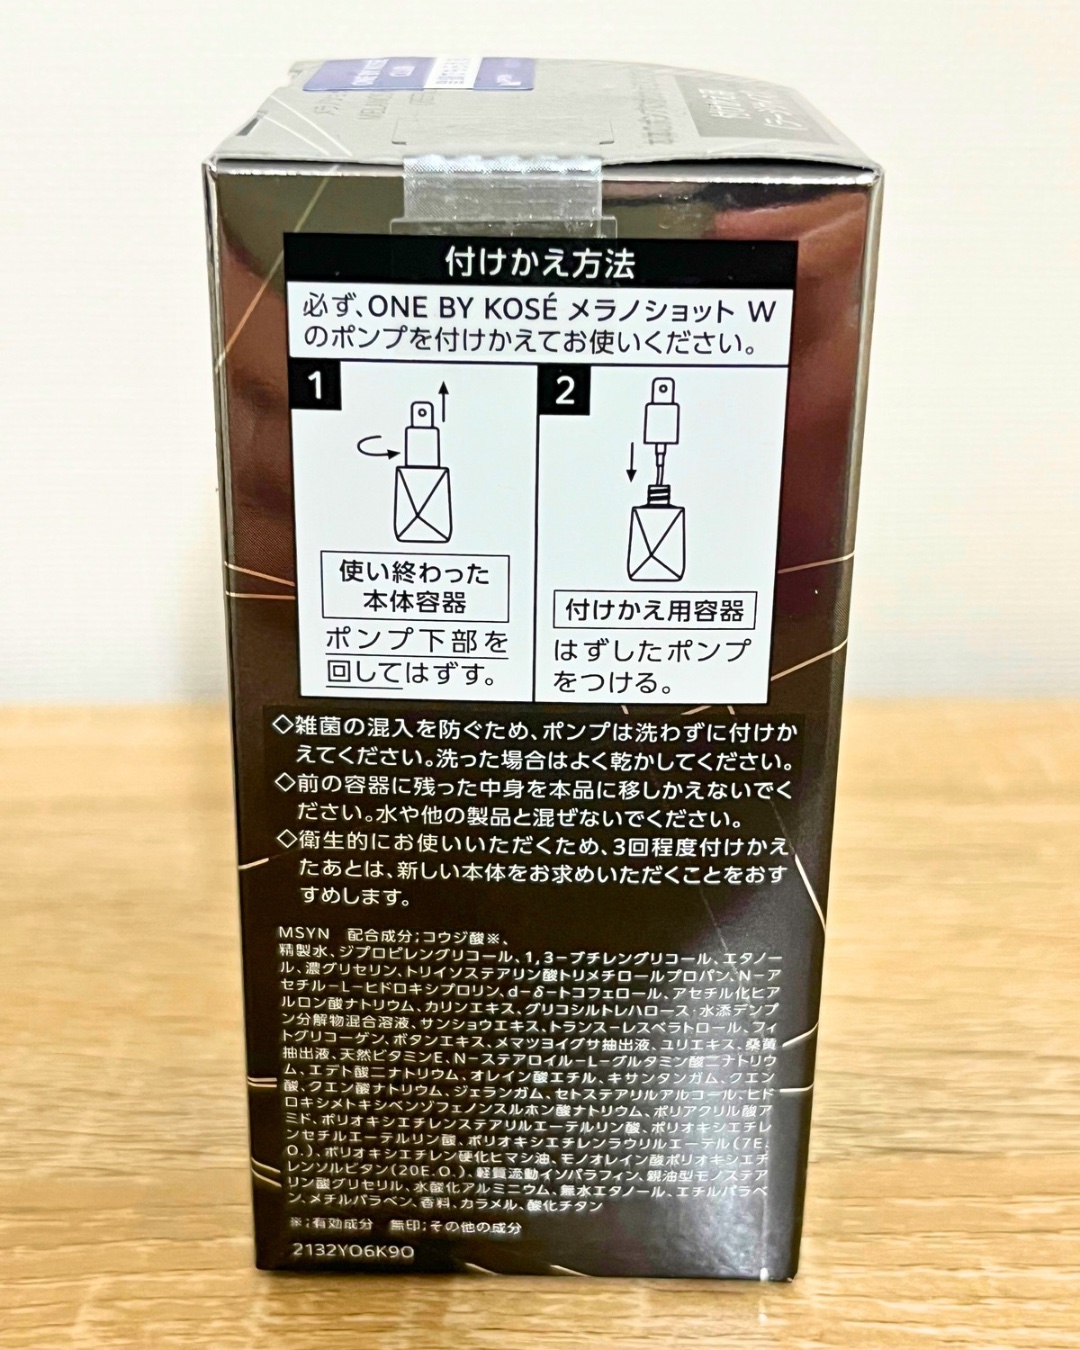 付けかえ方法
必ず、ONE BY KOSÉ メラノショット W
のポンプを付けかえてお使いください。
1
使い終わった
本体容器
ポンプ下部を
回してはずす。
2
付けかえ用容器
はずしたポンプ
をつける。
◇雑菌の混入を防ぐため、ポンプは洗わずに付けか
えてください。洗った場合はよく乾かしてください。
◇前の容器に残った中身を本品に移しかえないでく
ださい。水や他の製品と混ぜないでください。
◇衛生的にお使いいただくため、3回程度付けかえ
たあとは、新しい本体をお求めいただくことをおす
すめします。
MSYN 配合成分；コウジ酸※、
精製水、ジプロピレングリコール、1,3-ブチレングリコール、エタノー
ル、濃グリセリン、トリイソステアリン酸トリメチロールプロパン、N-ア
セチル-L-ヒドロキシプロリン、d-δ-トコフェロール、アセチル化ヒア
ルロン酸ナトリウム、カリンエキス、グリコシルトレハロース・水添デンプ
ン分解物混合溶液、サンショウエキス、トランス-レスベラトロール、フィ
トグリコーゲン、ボタンエキス、メマツヨイグサ抽出液、ユリエキス、桑黄
抽出液、天然ビタミンE、N-ステアロイル-L-グルタミン酸二ナトリウ
ム、エデト酸二ナトリウム、オレイン酸エチル、キサンタンガム、クエン
酸、クエン酸ナトリウム、ジェランガム、セトステアリルアルコール、ヒド
ロキシメトキシベンゾフェノンスルホン酸ナトリウム、ポリアクリル酸ア
ミド、ポリオキシエチレンステアリルエーテルリン酸、ポリオキシエチレ
ンセチルエーテルリン酸、ポリオキシエチレンラウリルエーテル(7E.
O.)、ポリオキシエチレン硬化ヒマシ油、モノオレイン酸ポリオキシエチ
レンソルビタン(20E.O.)、軽質流動イソパラフィン、親油型モノステア
リン酸グリセリル、水酸化アルミニウム、無水エタノール、エチルパラベ
ン、メチルパラベン、香料、カラメル、酸化チタン
※；有効成分 無印；その他の成分
2132YO6K9O